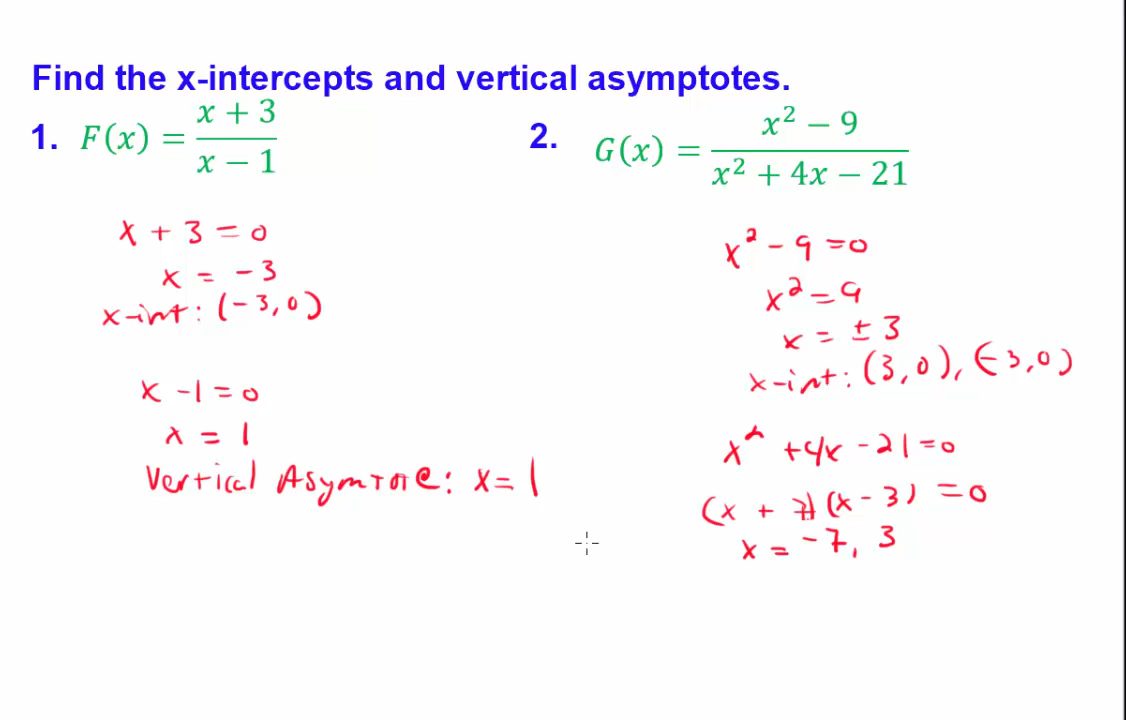 Find the x-intercepts and vertical asymptotes.
1. F(x) = (x + 3)/(x − 1)
x + 3 = 0
x = -3
x-int: (-3, 0)
x - 1 = 0
x = 1
Vertical Asymtote: x = 1
2. G(x) = (x² − 9)/(x² + 4x − 21)
x² - 9 = 0
x² = 9
x = ± 3
x-int: (3, 0), (-3, 0)
x² + 4x - 21 = 0
(x + 7)(x - 3) = 0
x = -7, 3